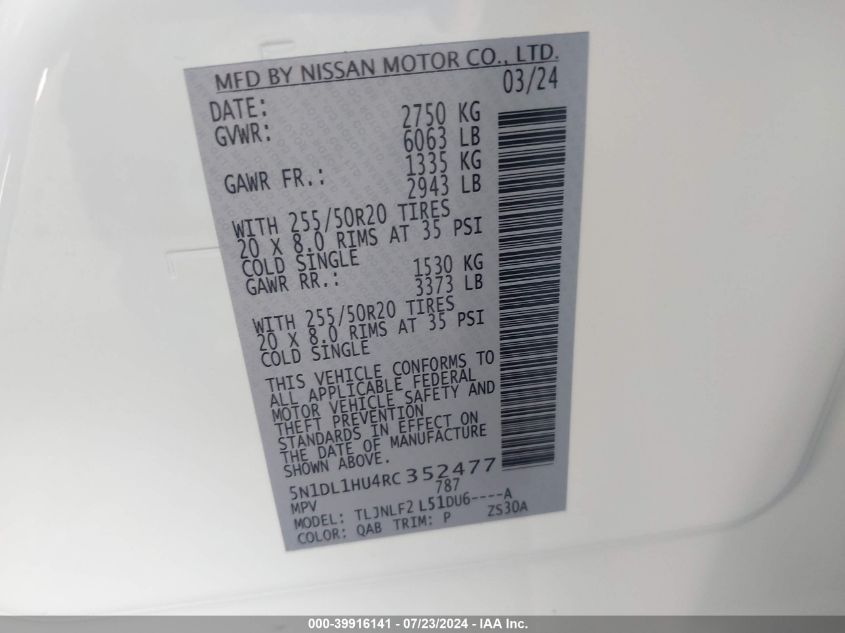 MFD BY NISSAN MOTOR CO., LTD.
DATE: 03/24
GVWR: 2750 KG
6063 LB
GAWR FR.: 1335 KG
2943 LB
WITH 255/50R20 TIRES
20 X 8.0 RIMS AT 35 PSI
COLD SINGLE
GAWR RR.: 1530 KG
3373 LB
WITH 255/50R20 TIRES
20 X 8.0 RIMS AT 35 PSI
COLD SINGLE
THIS VEHICLE CONFORMS TO
ALL APPLICABLE FEDERAL
MOTOR VEHICLE SAFETY AND
THEFT PREVENTION
STANDARDS IN EFFECT ON
THE DATE OF MANUFACTURE
SHOWN ABOVE.
5N1DL1HU4RC352477
MPV 787
MODEL: TLJNLF2 L51DU6----A
COLOR: QAB TRIM: P ZS30A
000-39916141 - 07/23/2024 - IAA Inc.